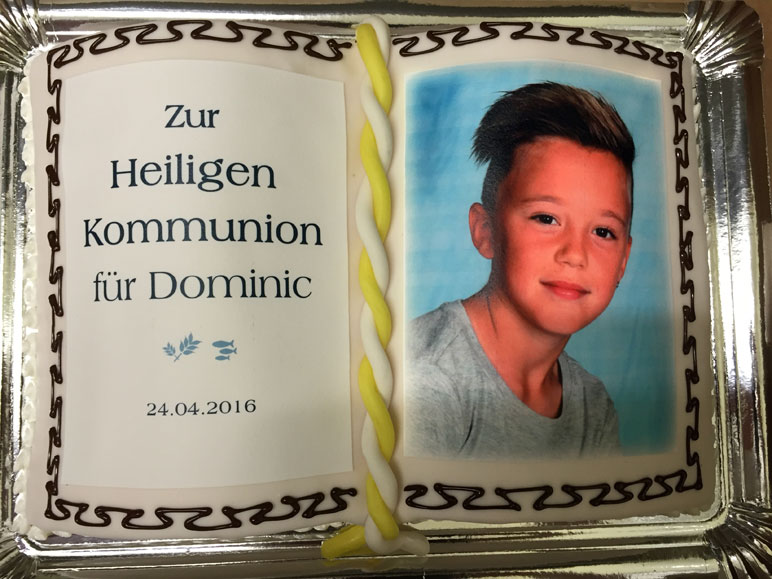 Zur
Heiligen
Kommunion
für Dominic
24.04.2016